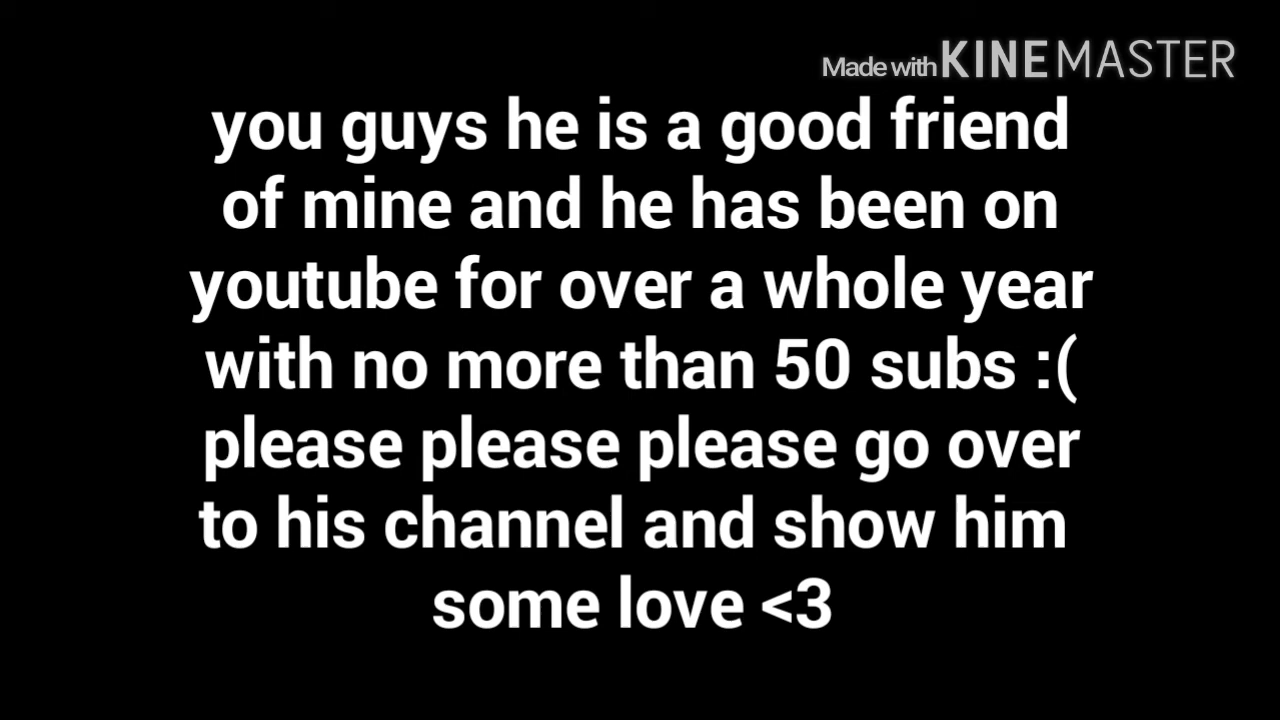 Made with KINEMASTER
you guys he is a good friend
of mine and he has been on
youtube for over a whole year
with no more than 50 subs :(
please please please go over
to his channel and show him
some love <3